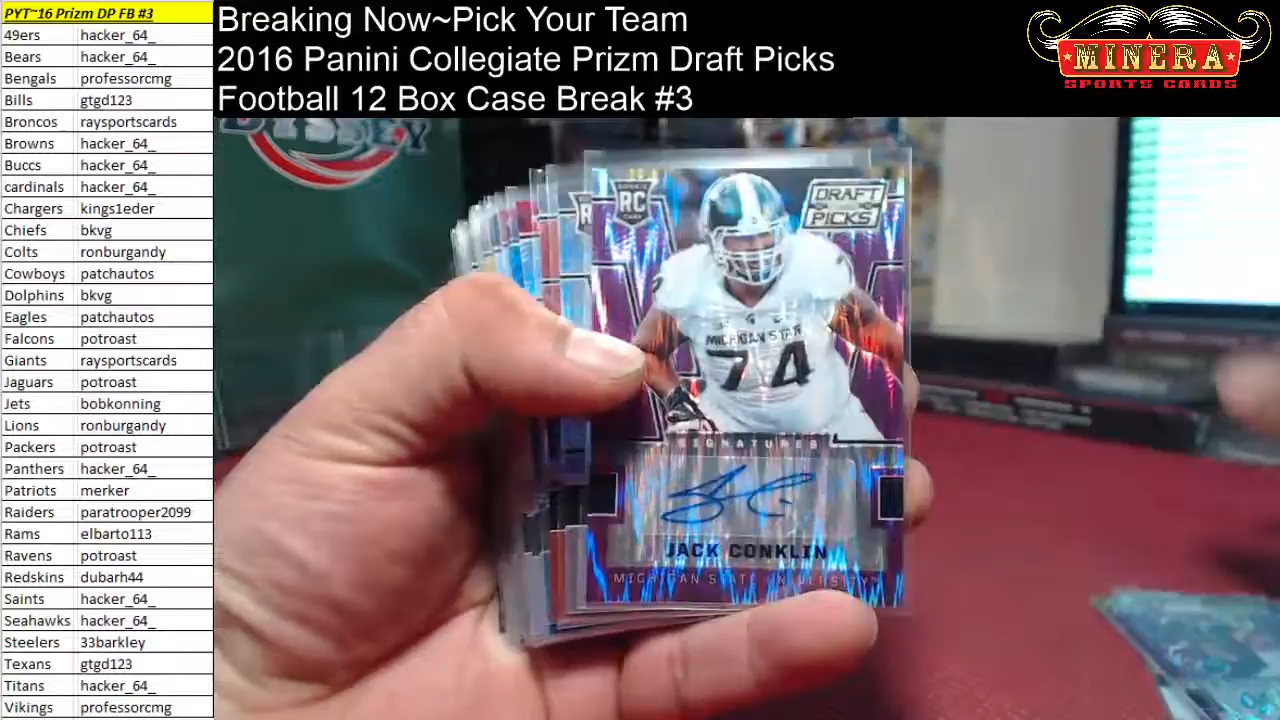 PYT~16 Prizm DP FB #3
49ers hacker_64_
Bears hacker_64_
Bengals professorcmg
Bills gtgd123
Broncos raysportscards
Browns hacker_64_
Buccs hacker_64_
cardinals hacker_64_
Chargers kings1eder
Chiefs bkvg
Colts ronburgandy
Cowboys patchautos
Dolphins bkvg
Eagles patchautos
Falcons potroast
Giants raysportscards
Jaguars potroast
Jets bobkonning
Lions ronburgandy
Packers potroast
Panthers hacker_64_
Patriots merker
Raiders paratrooper2099
Rams elbarto113
Ravens potroast
Redskins dubarh44
Saints hacker_64_
Seahawks hacker_64_
Steelers 33barkley
Texans gtgd123
Titans hacker_64_
Vikings professorcmg
Breaking Now~Pick Your Team
2016 Panini Collegiate Prizm Draft Picks
Football 12 Box Case Break #3
MINERA
SPORTS CARDS
RC
DRAFT
PICKS
MICHIGAN STATE
74
SIGNATURES
JACK CONKLIN
MICHIGAN STATE UNIVERSITY